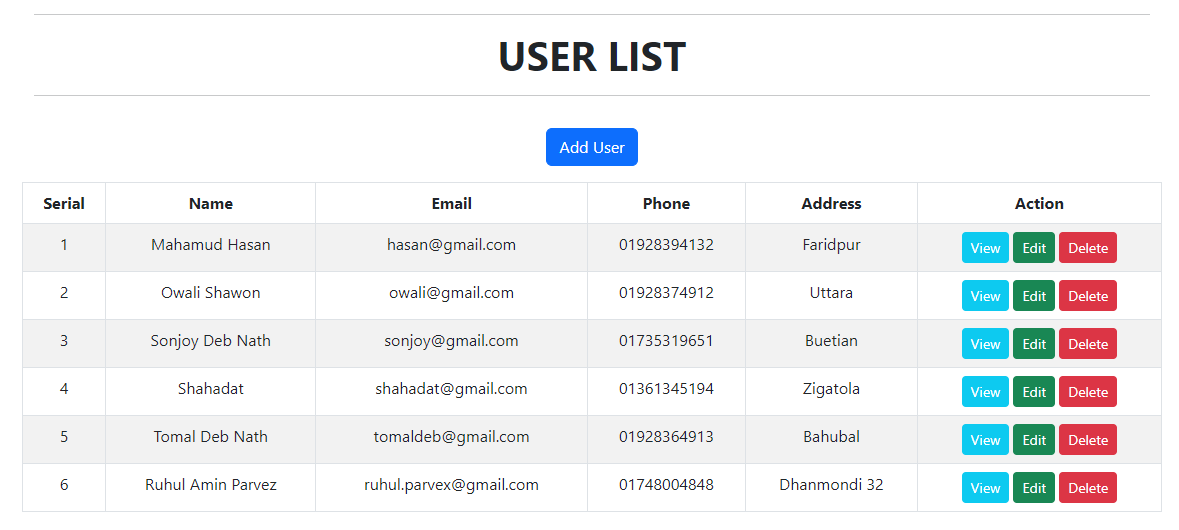 USER LIST
Add User
Serial Name Email Phone Address Action
1 Mahamud Hasan hasan@gmail.com 01928394132 Faridpur View Edit Delete
2 Owali Shawon owali@gmail.com 01928374912 Uttara View Edit Delete
3 Sonjoy Deb Nath sonjoy@gmail.com 01735319651 Buetian View Edit Delete
4 Shahadat shahadat@gmail.com 01361345194 Zigatola View Edit Delete
5 Tomal Deb Nath tomaldeb@gmail.com 01928364913 Bahubal View Edit Delete
6 Ruhul Amin Parvez ruhul.parvex@gmail.com 01748004848 Dhanmondi 32 View Edit Delete